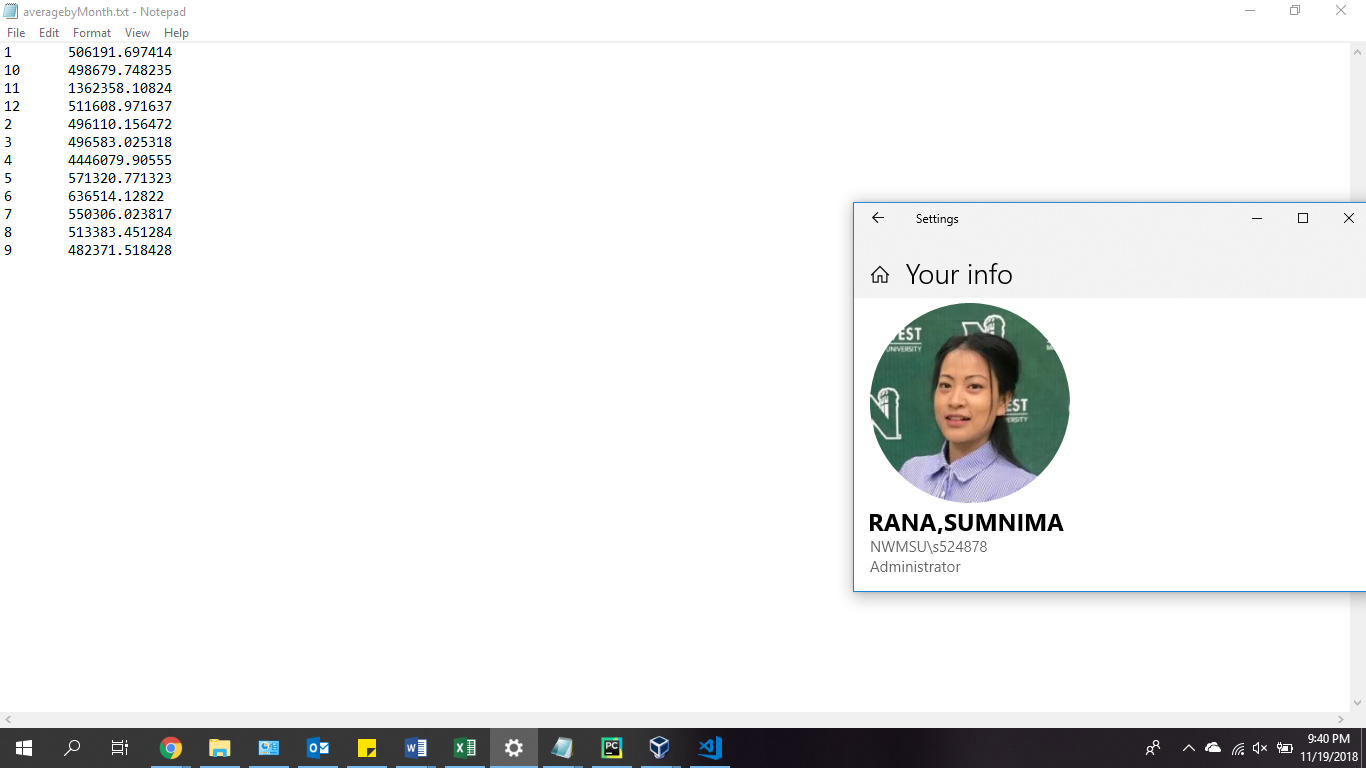 averagebyMonth.txt - Notepad
File Edit Format View Help
1 506191.697414
10 498679.748235
11 1362358.10824
12 511608.971637
2 496110.156472
3 496583.025318
4 4446079.90555
5 571320.771323
6 636514.12822
7 550306.023817
8 513383.451284
9 482371.518428
Settings
Your info
EST
UNIVERSITY
N
N
EST
RANA,SUMNIMA
NWMSU\s524878
Administrator
PC
9:40 PM
11/19/2018